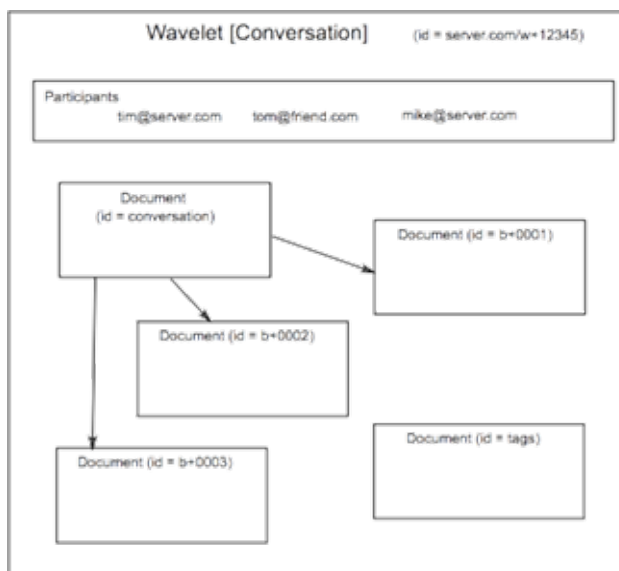 Wavelet [Conversation] (id = server.com/w+12345)
Participants
tim@server.com tom@friend.com mike@server.com
Document
(id = conversation)
Document (id = b+0001)
Document (id = b+0002)
Document (id = tags)
Document (id = b+0003)